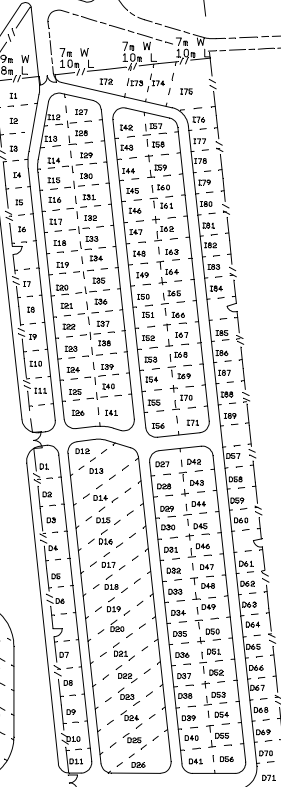 7m W
10m L
7m W
10m L
7m W
10m L
9m W
8m
I72
I73
I74
I75
I1
I2
I3
I4
I5
I6
I7
I8
I9
I10
I11
I12
I13
I14
I15
I16
I17
I18
I19
I20
I21
I22
I23
I24
I25
I26
I27
I28
I29
I30
I31
I32
I33
I34
I35
I36
I37
I38
I39
I40
I41
I42
I43
I44
I45
I46
I47
I48
I49
I50
I51
I52
I53
I54
I55
I56
I57
I58
I59
I60
I61
I62
I63
I64
I65
I66
I67
I68
I69
I70
I71
I76
I77
I78
I79
I80
I81
I82
I83
I84
I85
I86
I87
I88
I89
D1
D2
D3
D4
D5
D6
D7
D8
D9
D10
D11
D12
D13
D14
D15
D16
D17
D18
D19
D20
D21
D22
D23
D24
D25
D26
D27
D28
D29
D30
D31
D32
D33
D34
D35
D36
D37
D38
D39
D40
D41
D42
D43
D44
D45
D46
D47
D48
D49
D50
D51
D52
D53
D54
D55
D56
D57
D58
D59
D60
D61
D62
D63
D64
D65
D66
D67
D68
D69
D70
D71